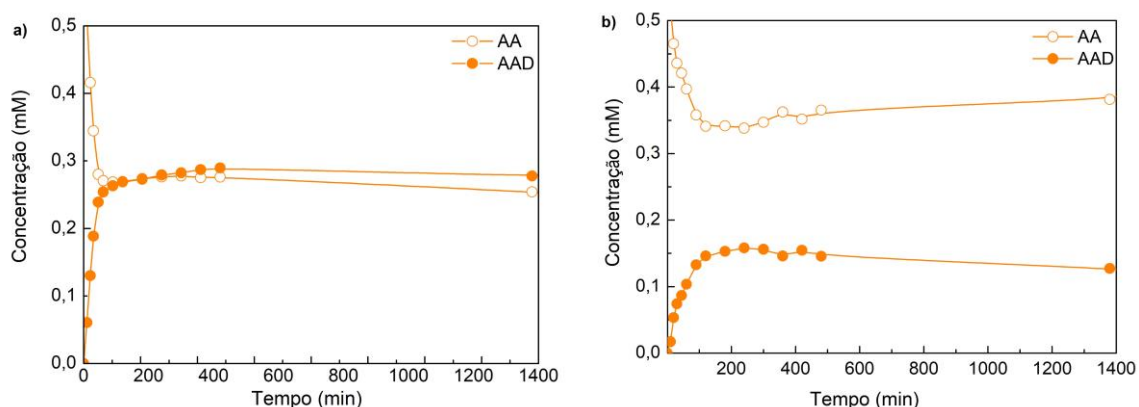 a)
0,5
0,4
0,3
0,2
0,1
0,0
Concentração (mM)
AA
AAD
0 200 400 600 800 1000 1200 1400
Tempo (min)
b)
0,5
0,4
0,3
0,2
0,1
0,0
Concentração (mM)
AA
AAD
200 400 600 800 1000 1200 1400
Tempo (min)